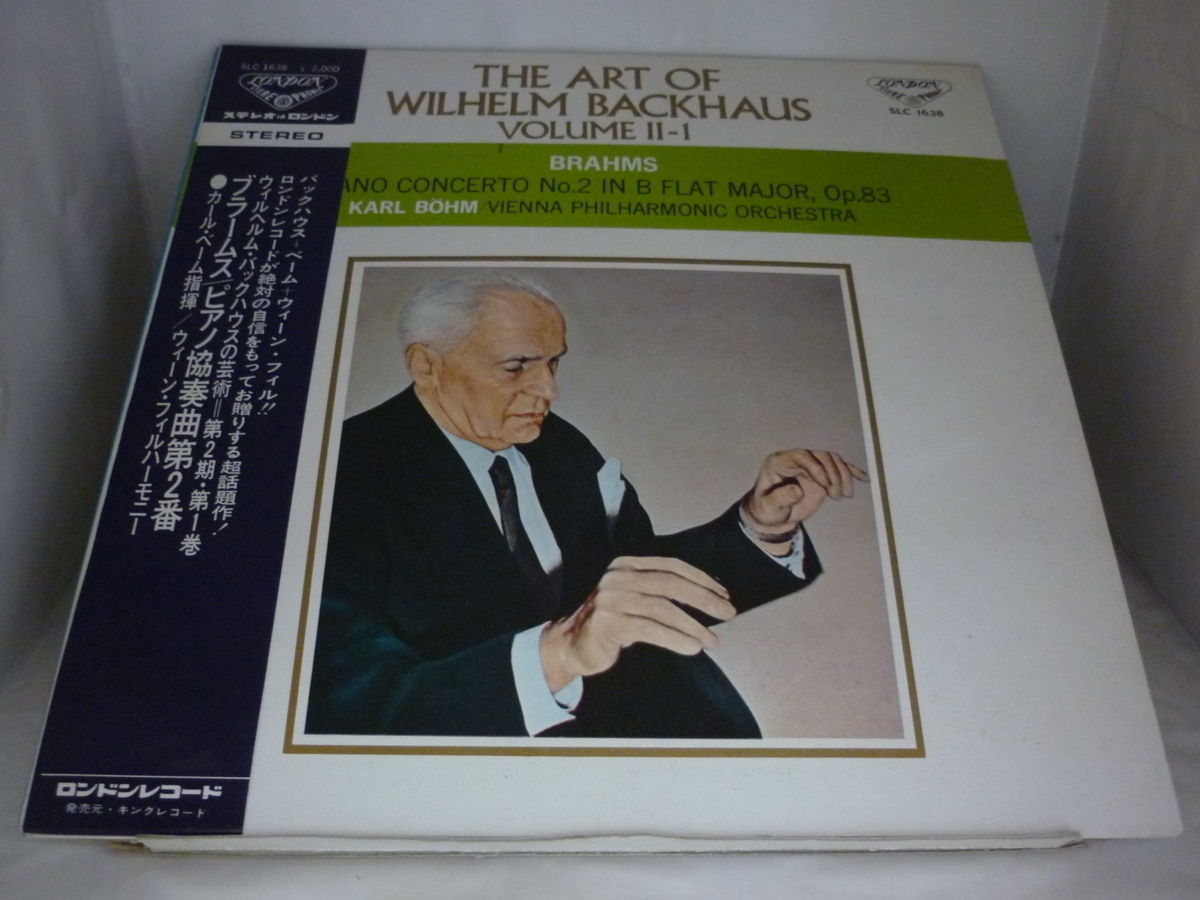 SLC 1638 ¥ 2,000
LONDON
STEREOPHONIC
ステレオはロンドン
STEREO
バックハウス+ベーム+ウィーン・フィル!!
ロンドンレコードが絶対の自信をもってお贈りする超話題作!
ウィルヘルム・バックハウスの芸術=第2期・第1巻
ブラームス/ピアノ協奏曲第2番
●カール・ベーム指揮/ウィーン・フィルハーモニー
ロンドンレコード
発売元・キングレコード
THE ART OF
WILHELM BACKHAUS
VOLUME II-1
LONDON
STEREOPHONIC
SLC 1638
BRAHMS
ANO CONCERTO No.2 IN B FLAT MAJOR, Op.83
KARL BÖHM/VIENNA PHILHARMONIC ORCHESTRA